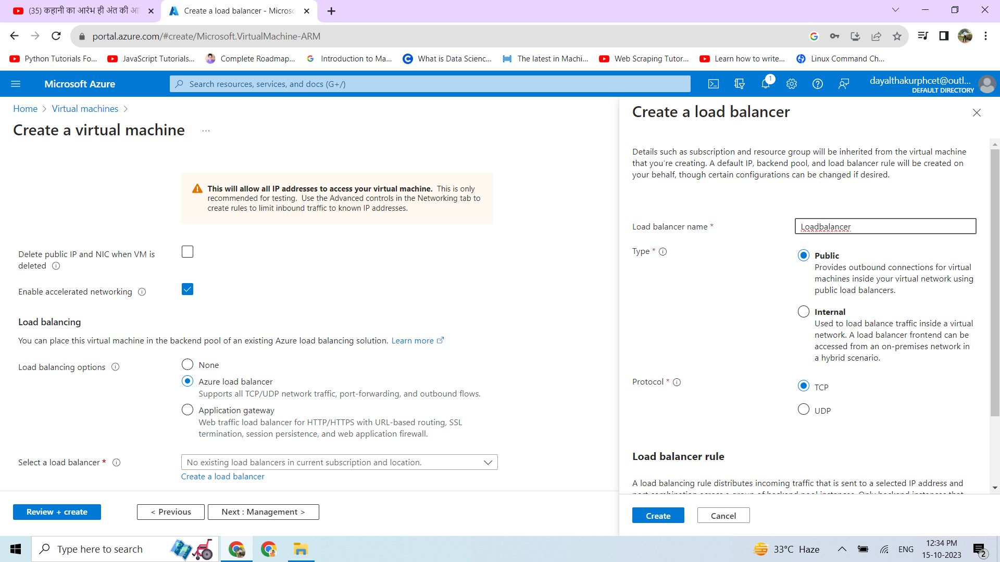 (35) कहानी का आरंभ ही अंत की आ
Create a load balancer - Microso
portal.azure.com/#create/Microsoft.VirtualMachine-ARM
Python Tutorials Fo...
JavaScript Tutorials...
Complete Roadmap...
Introduction to Ma...
What is Data Scienc...
The latest in Machi...
Web Scraping Tutor...
Learn how to write...
Linux Command Ch...
Microsoft Azure
Search resources, services, and docs (G+/)
1
dayalthakurphcet@outl...
DEFAULT DIRECTORY
Home > Virtual machines >
Create a virtual machine ...
This will allow all IP addresses to access your virtual machine. This is only
recommended for testing. Use the Advanced controls in the Networking tab to
create rules to limit inbound traffic to known IP addresses.
Delete public IP and NIC when VM is
deleted
Enable accelerated networking
Load balancing
You can place this virtual machine in the backend pool of an existing Azure load balancing solution. Learn more
Load balancing options
None
Azure load balancer
Supports all TCP/UDP network traffic, port-forwarding, and outbound flows.
Application gateway
Web traffic load balancer for HTTP/HTTPS with URL-based routing, SSL
termination, session persistence, and web application firewall.
Select a load balancer *
No existing load balancers in current subscription and location.
Create a load balancer
Review + create
< Previous
Next : Management >
Create a load balancer
Details such as subscription and resource group will be inherited from the virtual machine
that you're creating. A default IP, backend pool, and load balancer rule will be created on
your behalf, though certain configurations can be changed if desired.
Load balancer name *
Loadbalancer
Type *
Public
Provides outbound connections for virtual
machines inside your virtual network using
public load balancers.
Internal
Used to load balance traffic inside a virtual
network. A load balancer frontend can be
accessed from an on-premises network in
a hybrid scenario.
Protocol *
TCP
UDP
Load balancer rule
A load balancing rule distributes incoming traffic that is sent to a selected IP address and
port combination across a group of backend pool instances. Only backend instances that
Create
Cancel
Type here to search
33°C Haze
ENG
12:34 PM
15-10-2023
2